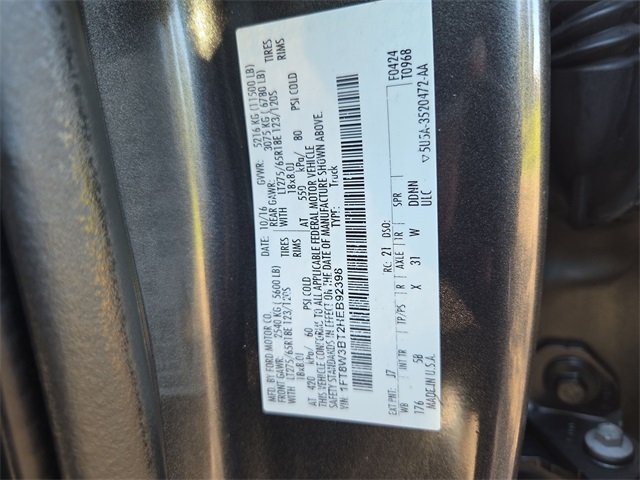 MFD. BY FORD MOTOR CO. DATE: 10/16 GVWR: 5216 KG (11500 LB)
FRONT GAWR: 2540 KG (5600 LB) REAR GAWR: 3075 KG (6780 LB)
LT275/65R18E 123/120S TIRES WITH LT275/65R18E 123/120S TIRES
18x8.0J RIMS 18x8.0J RIMS
AT 420 kPa/ 60 PSI COLD AT 550 kPa/ 80 PSI COLD
THIS VEHICLE CONFORMS TO ALL APPLICABLE FEDERAL MOTOR VEHICLE
SAFETY STANDARDS IN EFFECT ON THE DATE OF MANUFACTURE SHOWN ABOVE.
VIN: 1FT8W3BT2HEB92398 TYPE: Truck
F0424
T0968
EXT PNT: J7 RC: 21 DSO:
WB INT TR TP/PS R AXLE TR SPR
176 5B X 31 W DDNN
MADE IN U.S.A. ULC
▽ 5U5A-3520472-AA